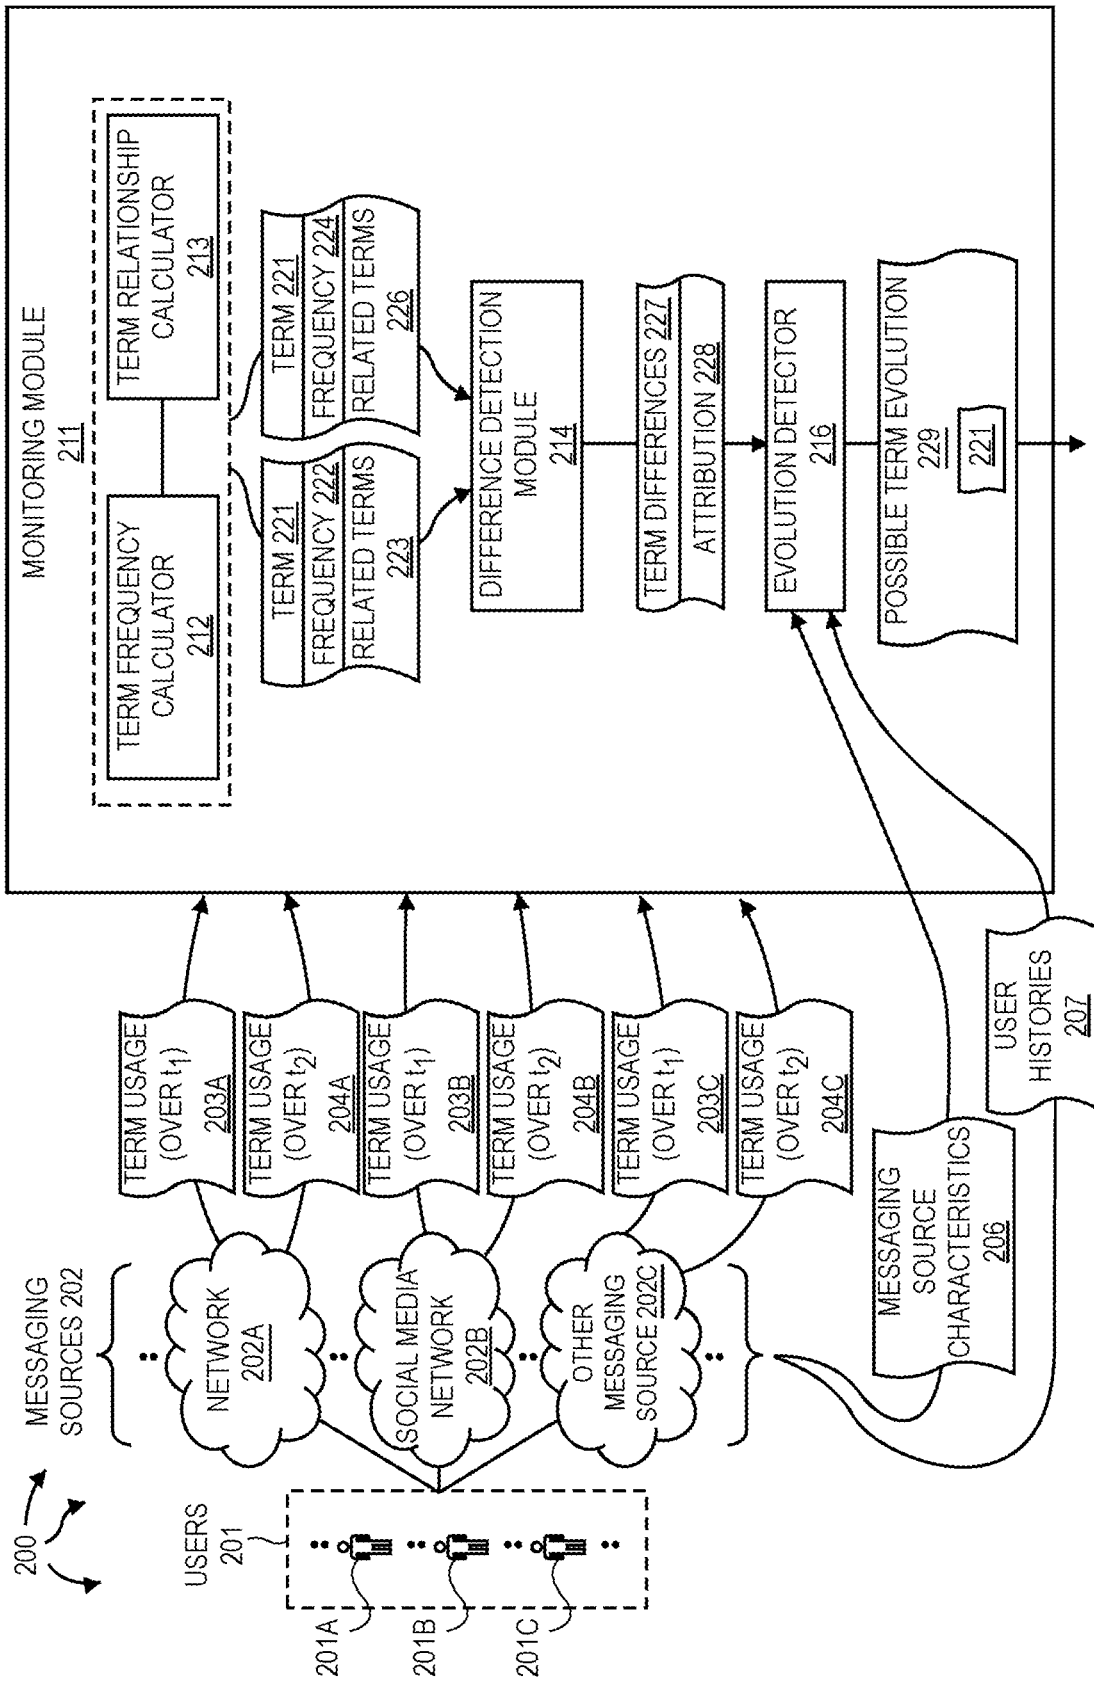 200
USERS
201
201A
201B
201C
MESSAGING
SOURCES 202
NETWORK
202A
SOCIAL MEDIA
NETWORK
202B
OTHER
MESSAGING
SOURCE 202C
TERM USAGE
(OVER t1)
203A
TERM USAGE
(OVER t2)
204A
TERM USAGE
(OVER t1)
203B
TERM USAGE
(OVER t2)
204B
TERM USAGE
(OVER t1)
203C
TERM USAGE
(OVER t2)
204C
MESSAGING
SOURCE
CHARACTERISTICS
206
USER
HISTORIES
207
MONITORING MODULE
211
TERM FREQUENCY
CALCULATOR
212
TERM RELATIONSHIP
CALCULATOR
213
TERM 221
FREQUENCY 222
RELATED TERMS
223
TERM 221
FREQUENCY 224
RELATED TERMS
226
DIFFERENCE DETECTION
MODULE
214
TERM DIFFERENCES 227
ATTRIBUTION 228
EVOLUTION DETECTOR
216
POSSIBLE TERM EVOLUTION
229
221